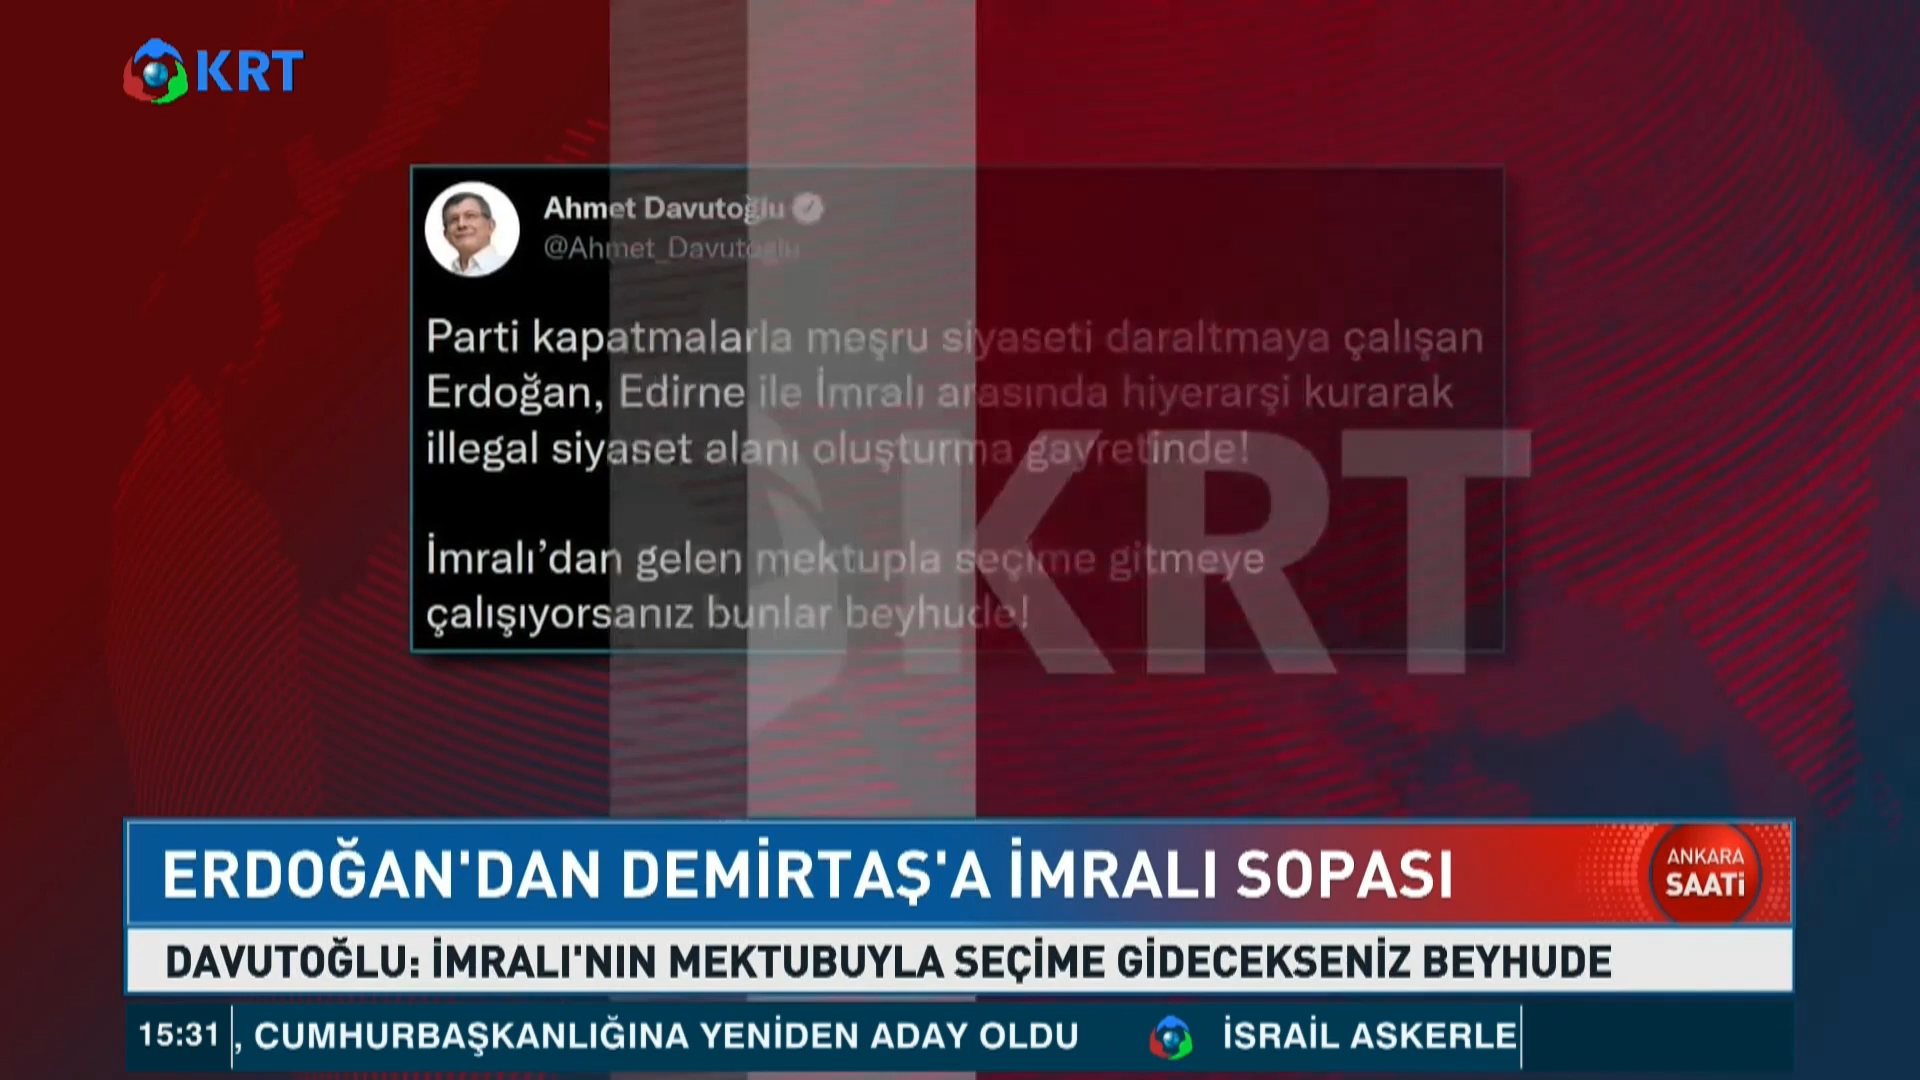 KRT
Ahmet Davutoğlu
@Ahmet_Davutoglu
Parti kapatmalarla meşru siyaseti daraltmaya çalışan
Erdoğan, Edirne ile İmralı arasında hiyerarşi kurarak
illegal siyaset alanı oluşturma gayretinde!
İmralı’dan gelen mektupla seçime gitmeye
çalışıyorsanız bunlar beyhude!
KRT
ERDOĞAN'DAN DEMİRTAŞ'A İMRALI SOPASI
ANKARA
SAATİ
DAVUTOĞLU: İMRALI'NIN MEKTUBUYLA SEÇİME GİDECEKSENİZ BEYHUDE
15:31 , CUMHURBAŞKANLIĞINA YENİDEN ADAY OLDU İSRAİL ASKERLE